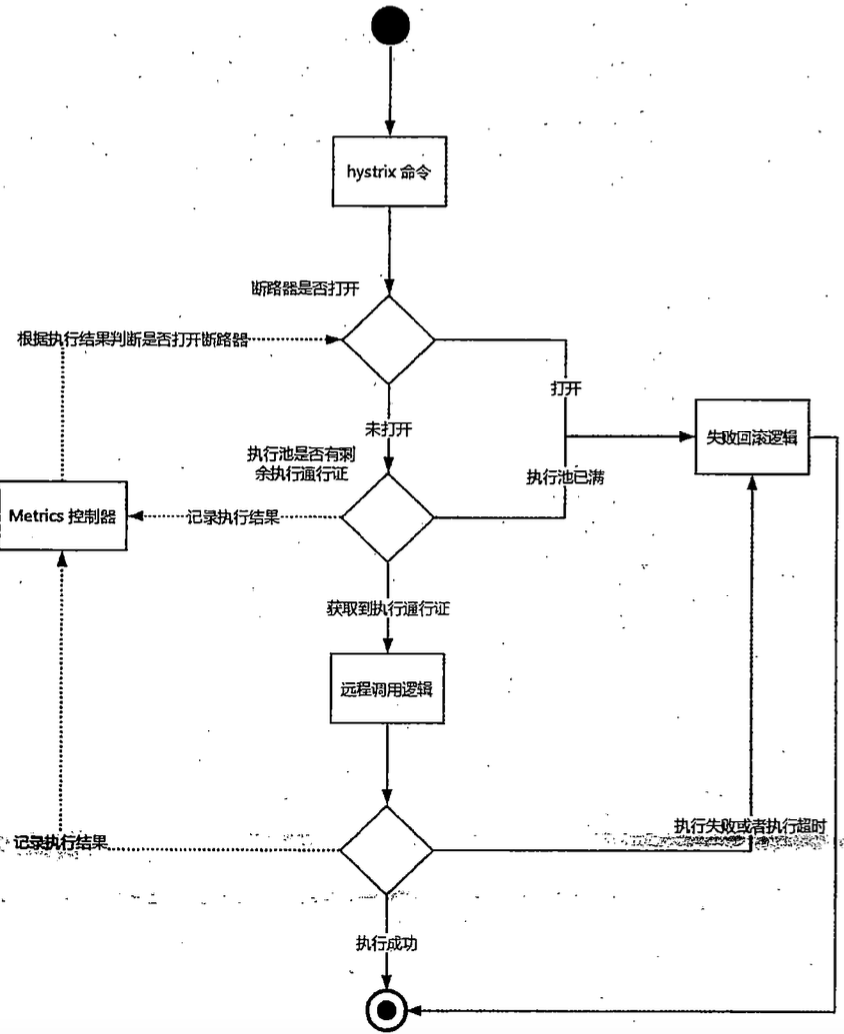 hystrix 命令
断路器是否打开
根据执行结果判断是否打开断路器
打开
未打开
失败回滚逻辑
执行池是否有剩
余执行通行证
执行池已满
Metrics 控制器
记录执行结果
获取到执行通行证
远程调用逻辑
执行失败或者执行超时
记录执行结果
执行成功